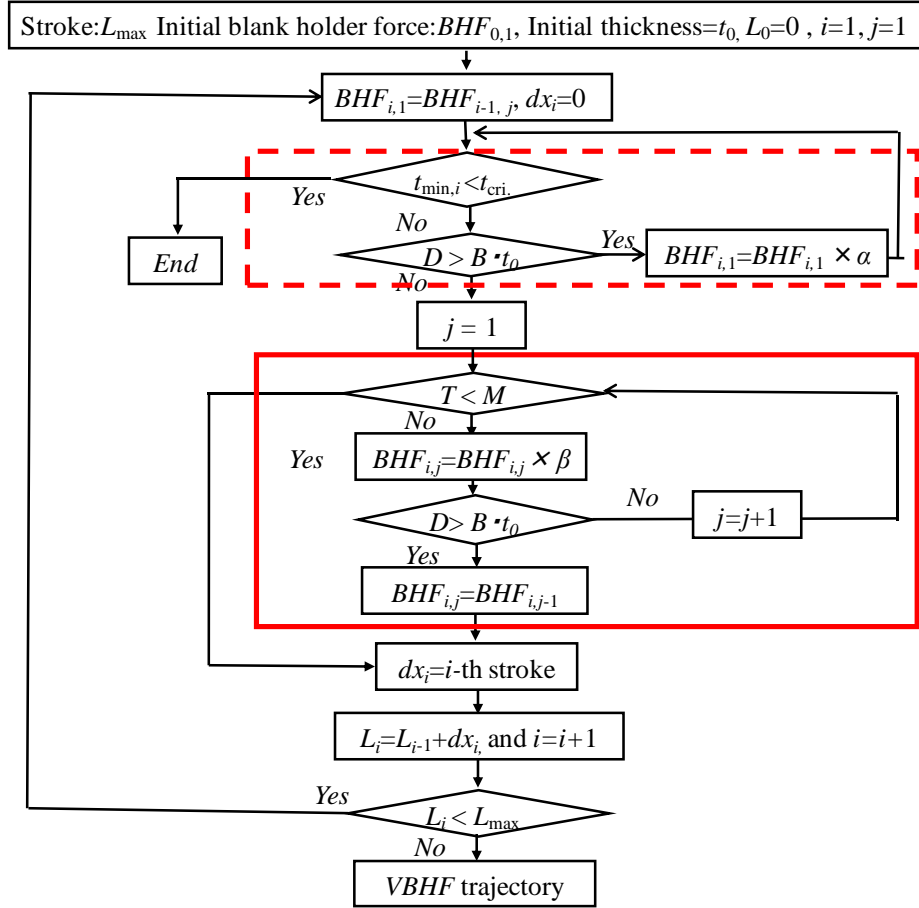 Stroke:Lmax Initial blank holder force:BHF0,1, Initial thickness=t0, L0=0 , i=1, j=1
BHFi,1=BHFi-1, j, dxi=0
tmin,i<tcri.
Yes
No
End
D > B・t0
Yes
BHFi,1=BHFi,1 × α
No
j = 1
T < M
No
Yes
BHFi,j=BHFi,j × β
D> B・t0
No
j=j+1
Yes
BHFi,j=BHFi,j-1
dxi=i-th stroke
Li=Li-1+dxi, and i=i+1
Yes
Li < Lmax
No
VBHF trajectory